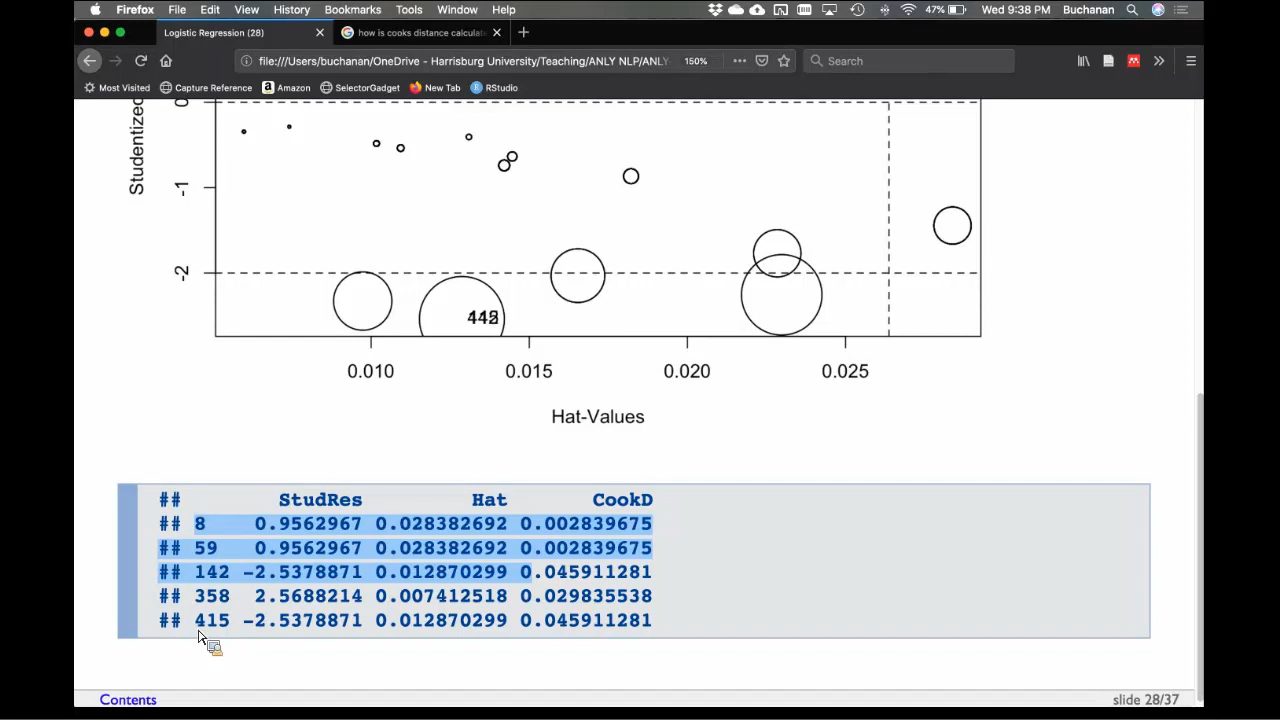 Firefox File Edit View History Bookmarks Tools Window Help 47% Wed 9:38 PM Buchanan
Logistic Regression (28) how is cooks distance calculat
file:///Users/buchanan/OneDrive - Harrisburg University/Teaching/ANLY NLP/ANLY 150% Search
Most Visited Capture Reference Amazon SelectorGadget New Tab RStudio
Studentized
0
-1
-2
0.010 0.015 0.020 0.025
Hat-Values
## StudRes Hat CookD
## 8 0.9562967 0.028382692 0.002839675
## 59 0.9562967 0.028382692 0.002839675
## 142 -2.5378871 0.012870299 0.045911281
## 358 2.5688214 0.007412518 0.029835538
## 415 -2.5378871 0.012870299 0.045911281
Contents slide 28/37